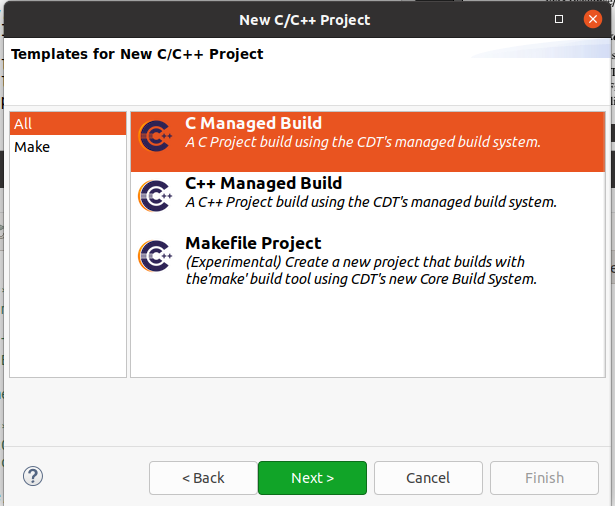 New C/C++ Project
Templates for New C/C++ Project
All
Make
C Managed Build
A C Project build using the CDT's managed build system.
C++ Managed Build
A C++ Project build using the CDT's managed build system.
Makefile Project
(Experimental) Create a new project that builds with
the'make' build tool using CDT's new Core Build System.
< Back
Next >
Cancel
Finish